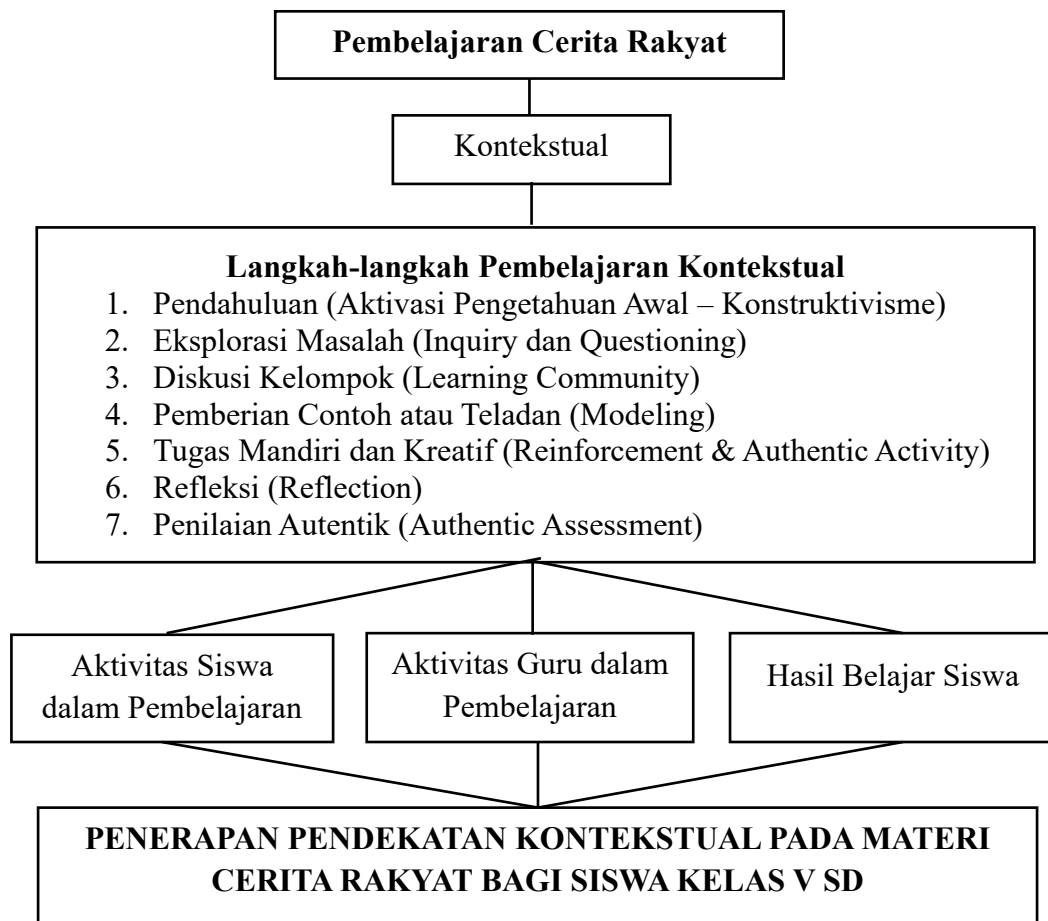 Pembelajaran Cerita Rakyat
Kontekstual
Langkah-langkah Pembelajaran Kontekstual
1. Pendahuluan (Aktivasi Pengetahuan Awal – Konstruktivisme)
2. Eksplorasi Masalah (Inquiry dan Questioning)
3. Diskusi Kelompok (Learning Community)
4. Pemberian Contoh atau Teladan (Modeling)
5. Tugas Mandiri dan Kreatif (Reinforcement & Authentic Activity)
6. Refleksi (Reflection)
7. Penilaian Autentik (Authentic Assessment)
Aktivitas Siswa
dalam Pembelajaran
Aktivitas Guru dalam
Pembelajaran
Hasil Belajar Siswa
PENERAPAN PENDEKATAN KONTEKSTUAL PADA MATERI
CERITA RAKYAT BAGI SISWA KELAS V SD